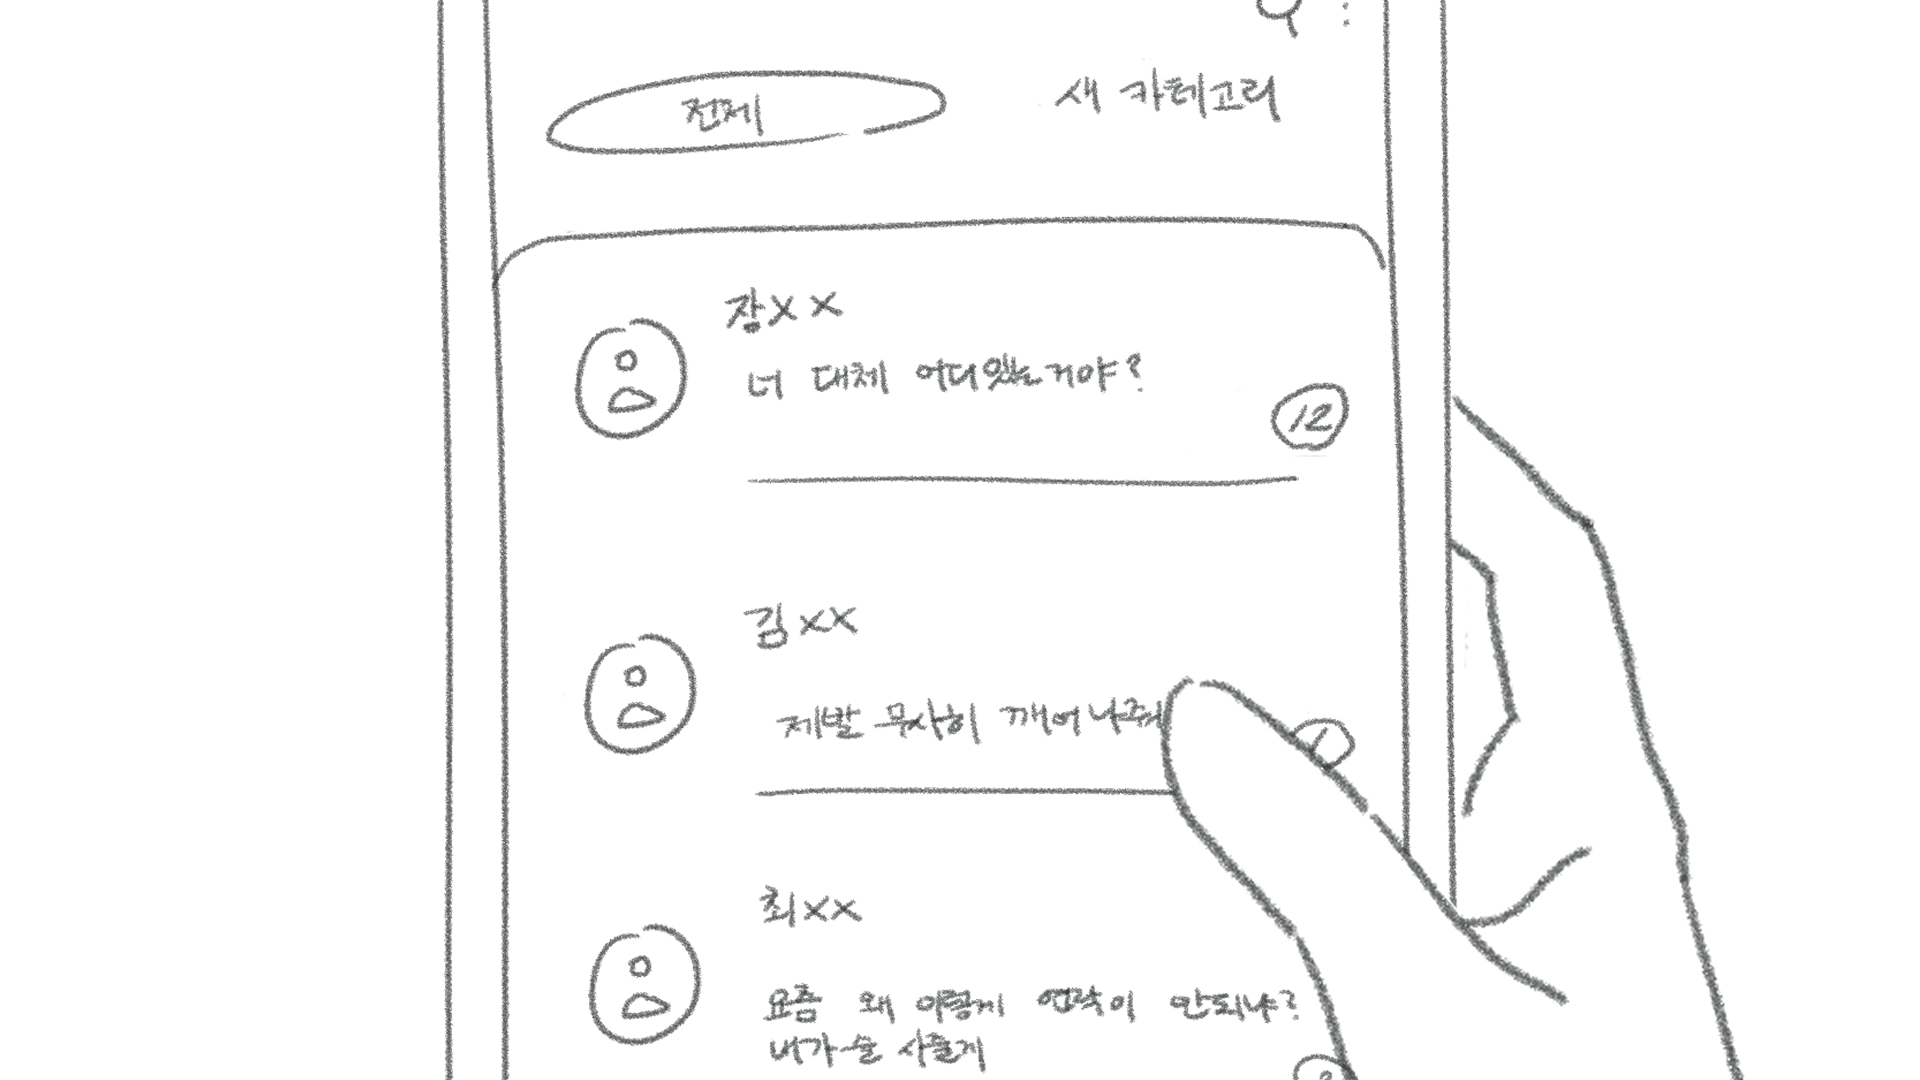 전체
새 카테고리
장XX
너 대체 어디있는거야?
12
김XX
제발 무사히 깨어나줘
1
최XX
요즘 왜 이렇게 연락이 안되냐?
내가 술 사줄게